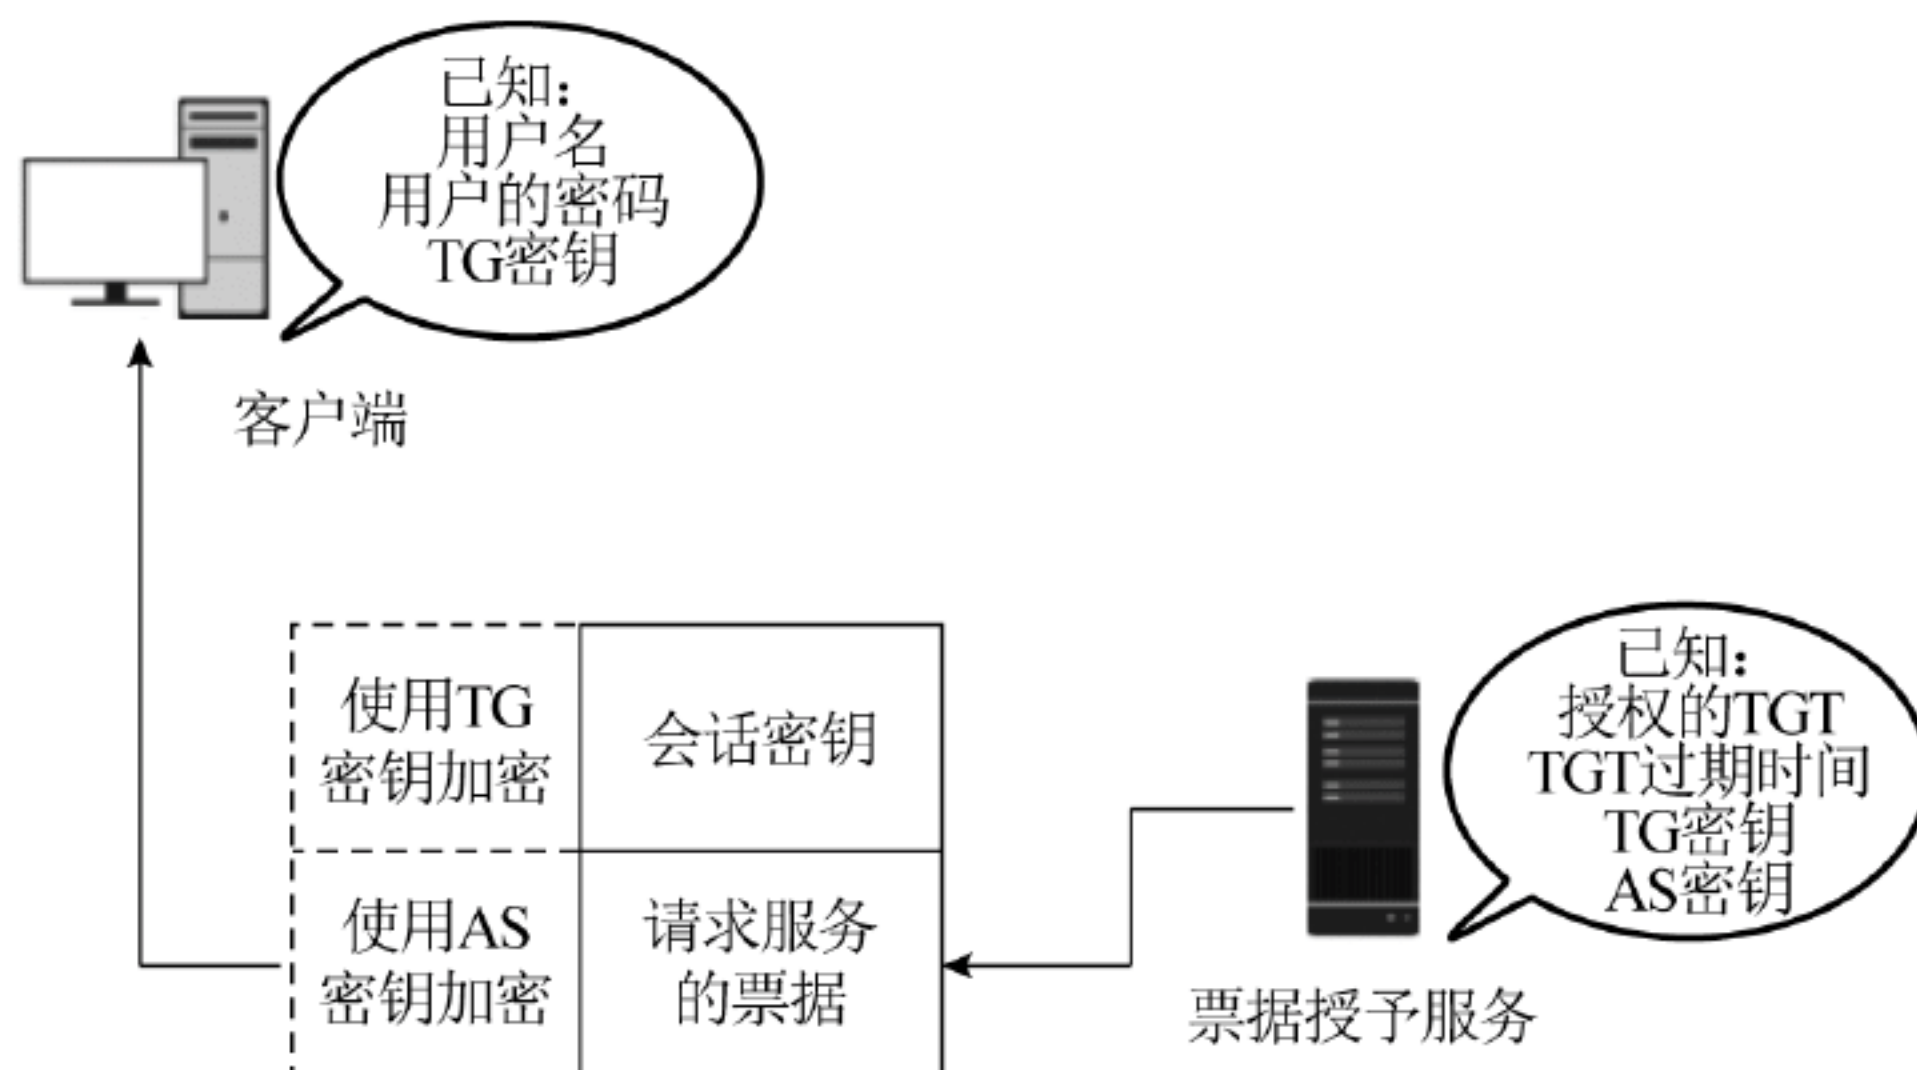 已知：
用户名
用户的密码
TG密钥
客户端
使用TG
密钥加密
会话密钥
使用AS
密钥加密
请求服务
的票据
已知：
授权的TGT
TGT过期时间
TG密钥
AS密钥
票据授予服务